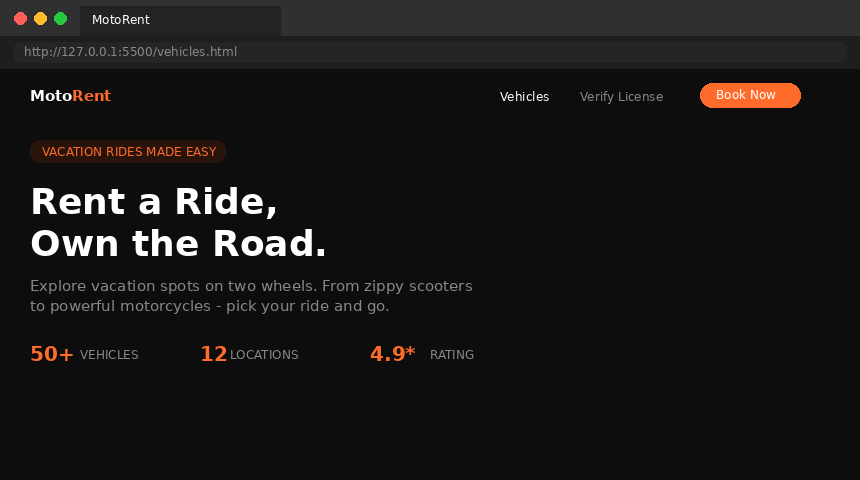 MotoRent
http://127.0.0.1:5500/vehicles.html
MotoRent Vehicles Verify License Book Now
VACATION RIDES MADE EASY
Rent a Ride,
Own the Road.
Explore vacation spots on two wheels. From zippy scooters
to powerful motorcycles - pick your ride and go.
50+ VEHICLES 12 LOCATIONS 4.9* RATING